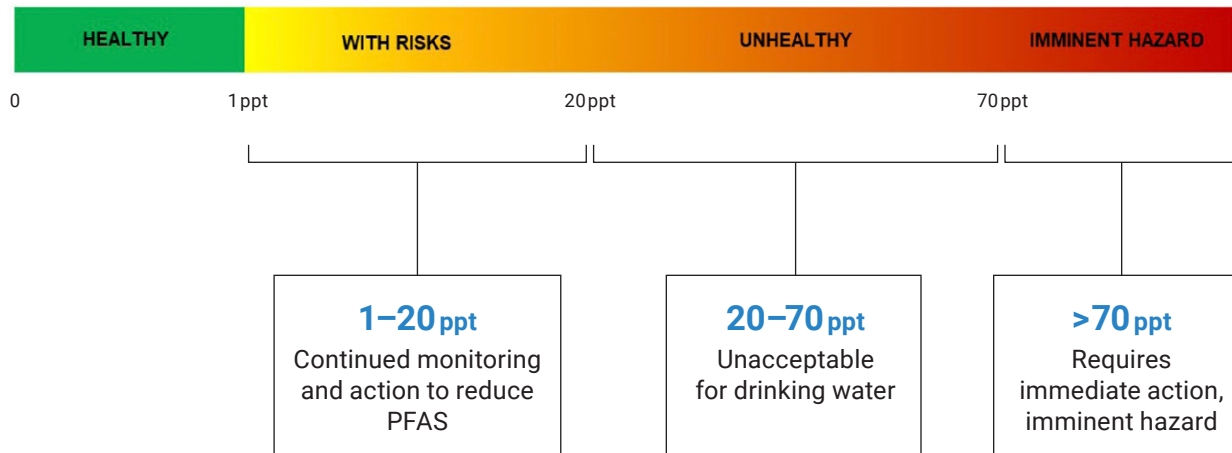 HEALTHY
WITH RISKS
UNHEALTHY
IMMINENT HAZARD
0
1 ppt
20 ppt
70 ppt
1–20 ppt
Continued monitoring
and action to reduce
PFAS
20–70 ppt
Unacceptable
for drinking water
>70 ppt
Requires
immediate action,
imminent hazard